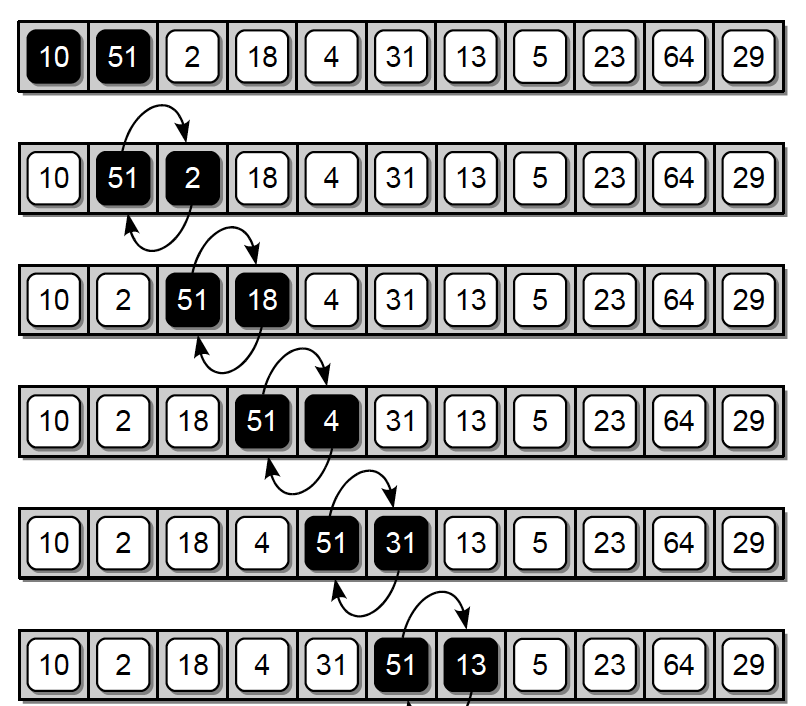 10 51 2 18 4 31 13 5 23 64 29
10 51 2 18 4 31 13 5 23 64 29
10 2 51 18 4 31 13 5 23 64 29
10 2 18 51 4 31 13 5 23 64 29
10 2 18 4 51 31 13 5 23 64 29
10 2 18 4 31 51 13 5 23 64 29